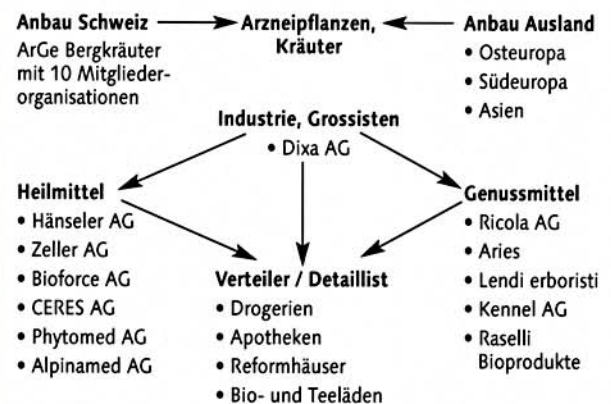 Anbau Schweiz
ArGe Bergkräuter
mit 10 Mitglieder-
organisationen
Arzneipflanzen,
Kräuter
Anbau Ausland
• Osteuropa
• Südeuropa
• Asien
Industrie, Grossisten
• Dixa AG
Heilmittel
• Hänseler AG
• Zeller AG
• Bioforce AG
• CERES AG
• Phytomed AG
• Alpinamed AG
Verteiler / Detaillist
• Drogerien
• Apotheken
• Reformhäuser
• Bio- und Teeläden
Genussmittel
• Ricola AG
• Aries
• Lendi erboristi
• Kennel AG
• Raselli
Bioprodukte